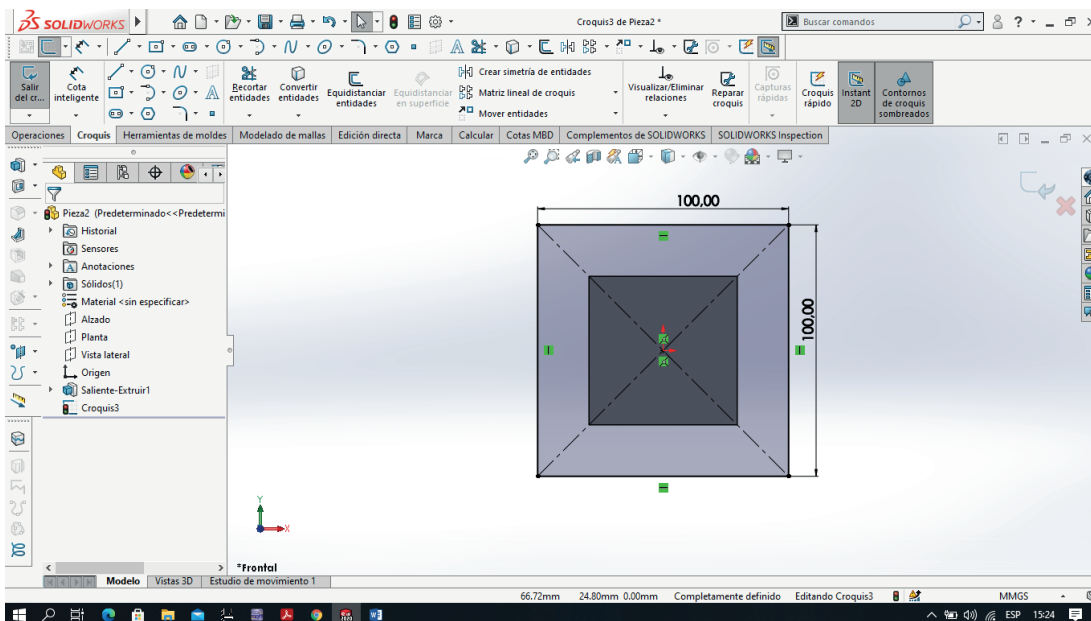 SOLIDWORKS
Croquis3 de Pieza2 *
Buscar comandos
?
Salir del cr...
Cota inteligente
Recortar entidades
Convertir entidades
Equidistanciar entidades
Equidistanciar en superficie
Crear simetría de entidades
Matriz lineal de croquis
Mover entidades
Visualizar/Eliminar relaciones
Reparar croquis
Capturas rápidas
Croquis rápido
Instant 2D
Contornos de croquis sombreados
Operaciones Croquis Herramientas de moldes Modelado de mallas Edición directa Marca Calcular Cotas MBD Complementos de SOLIDWORKS SOLIDWORKS Inspection
Pieza2 (Predeterminado<<Predetermi
Historial
Sensores
Anotaciones
Sólidos(1)
Material <sin especificar>
Alzado
Planta
Vista lateral
Origen
Saliente-Extruir1
Croquis3
100,00
100,00
Y
X
*Frontal
Modelo Vistas 3D Estudio de movimiento 1
66.72mm 24.80mm 0.00mm Completamente definido Editando Croquis3 MMGS
ESP 15:24